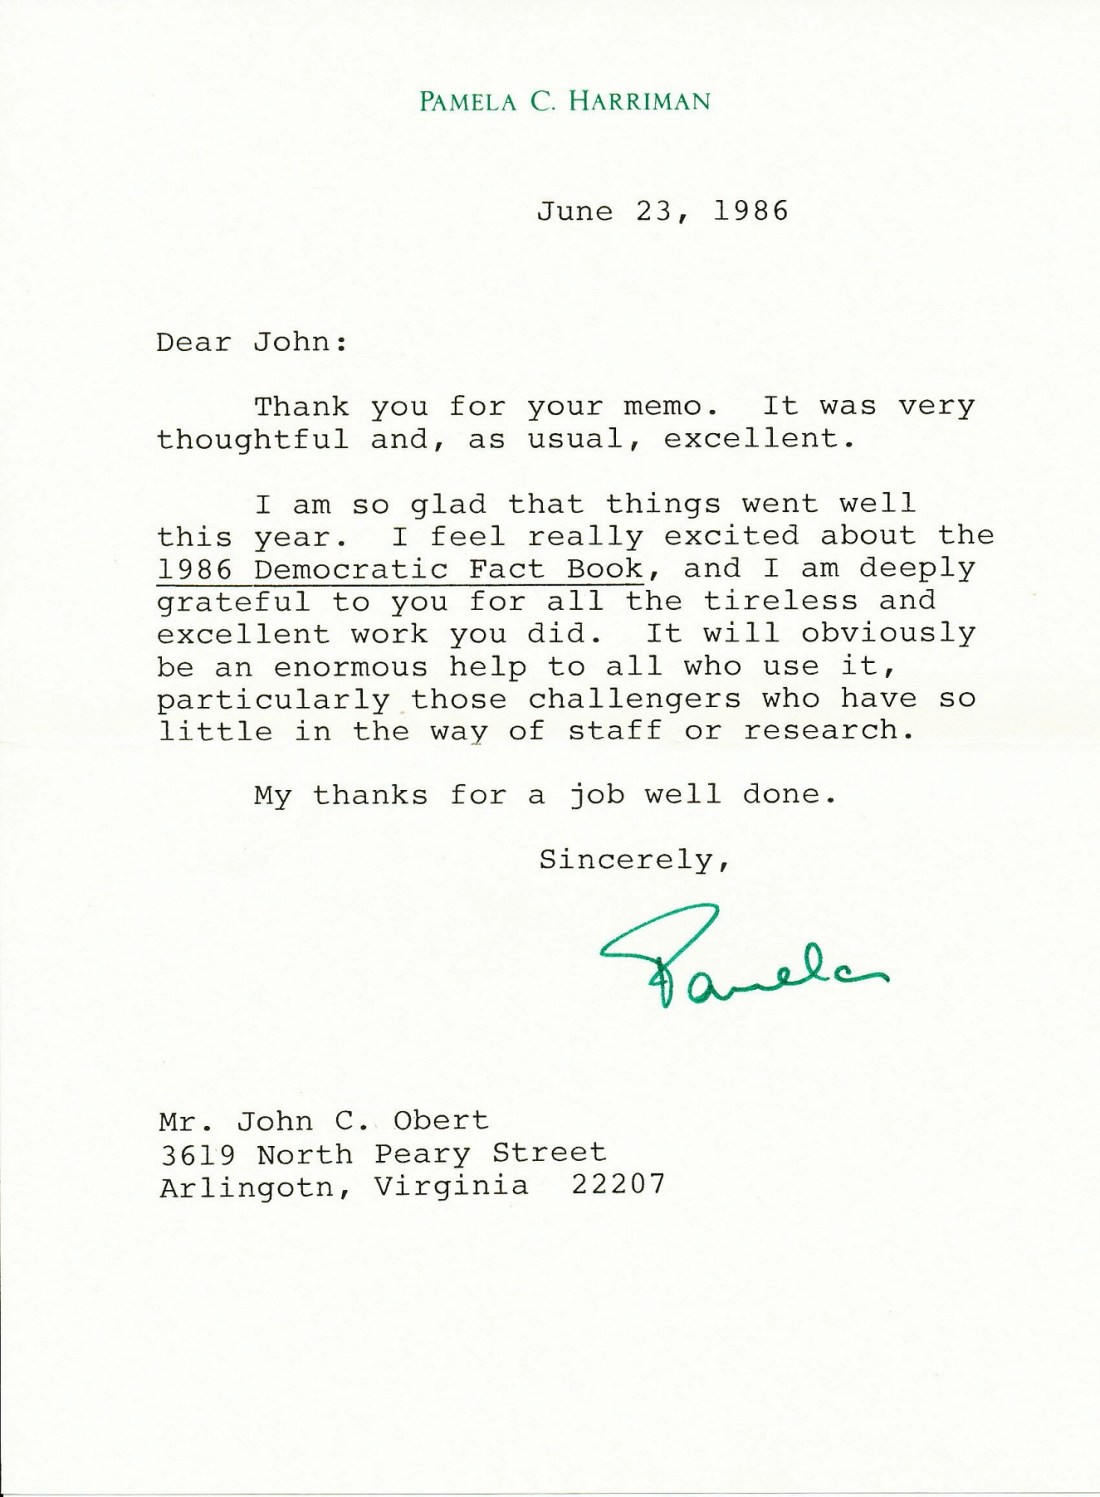 PAMELA C. HARRIMAN
June 23, 1986
Dear John:
Thank you for your memo. It was very
thoughtful and, as usual, excellent.
I am so glad that things went well
this year. I feel really excited about the
1986 Democratic Fact Book, and I am deeply
grateful to you for all the tireless and
excellent work you did. It will obviously
be an enormous help to all who use it,
particularly those challengers who have so
little in the way of staff or research.
My thanks for a job well done.
Sincerely,
Pamela
Mr. John C. Obert
3619 North Peary Street
Arlingotn, Virginia 22207